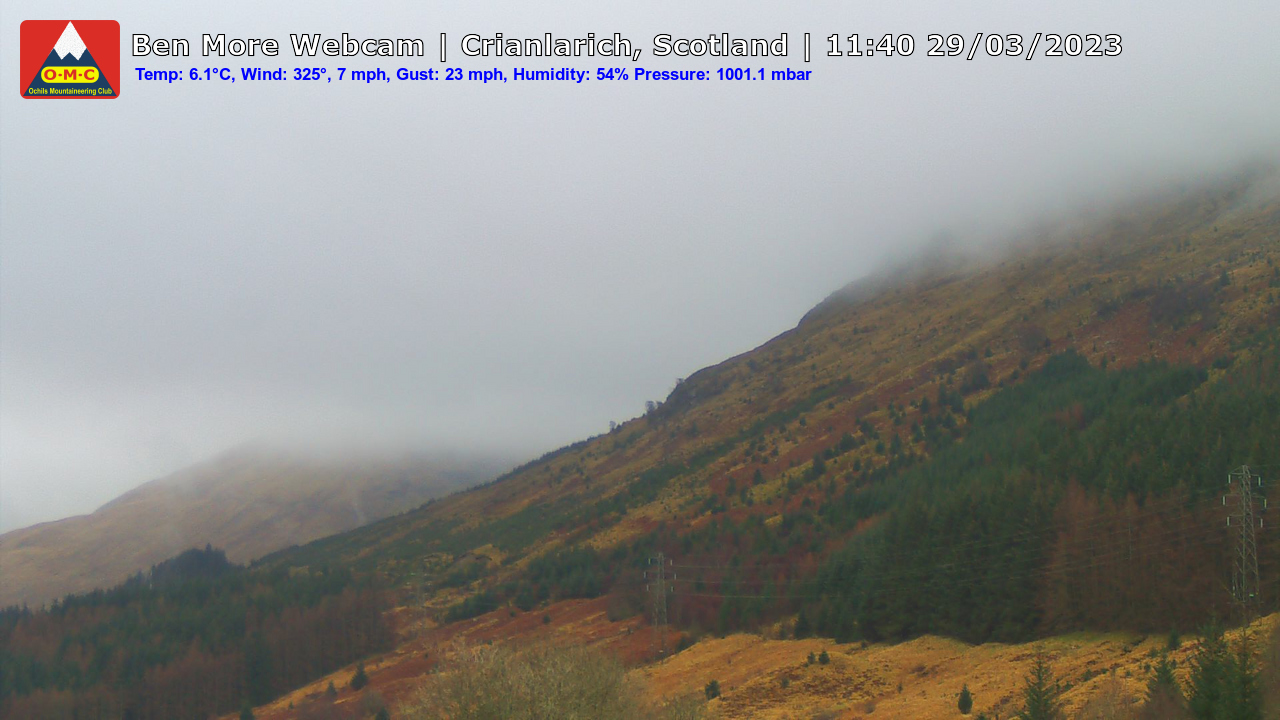 Ben More Webcam | Crianlarich, Scotland | 11:40 29/03/2023
Temp: 6.1°C, Wind: 325°, 7 mph, Gust: 23 mph, Humidity: 54% Pressure: 1001.1 mbar
O·M·C
Ochils Mountaineering Club